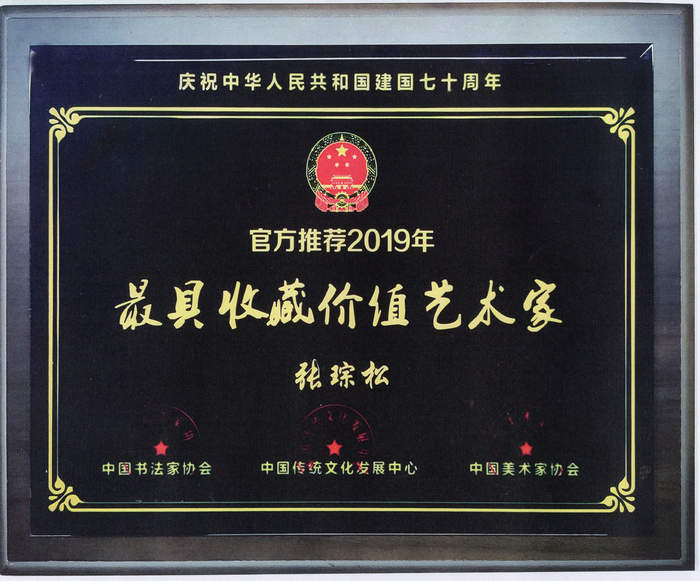 庆祝中华人民共和国建国七十周年
官方推荐2019年
最具收藏价值艺术家
张琮松
中国书法家协会 中国传统文化发展中心 中国美术家协会